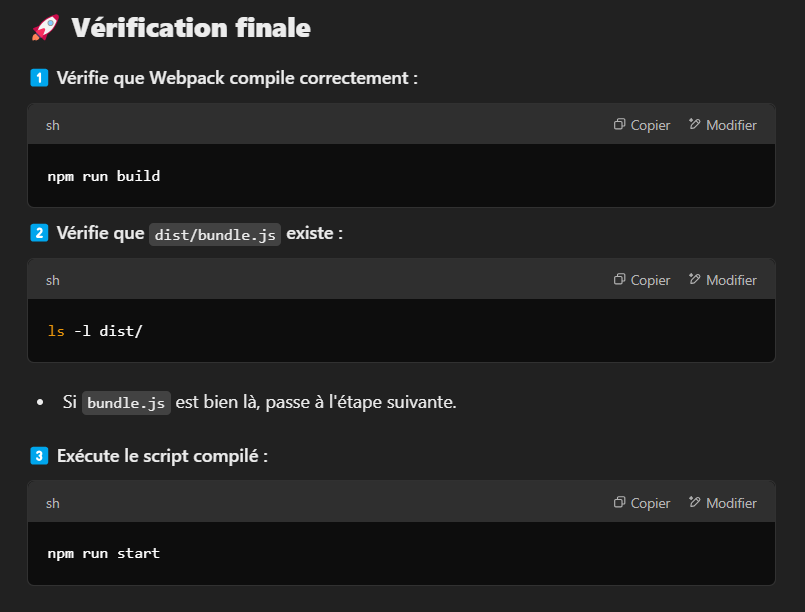 🚀 Vérification finale
1️⃣ Vérifie que Webpack compile correctement :
sh Copier Modifier
npm run build
2️⃣ Vérifie que dist/bundle.js existe :
sh Copier Modifier
ls -l dist/
• Si bundle.js est bien là, passe à l'étape suivante.
3️⃣ Exécute le script compilé :
sh Copier Modifier
npm run start